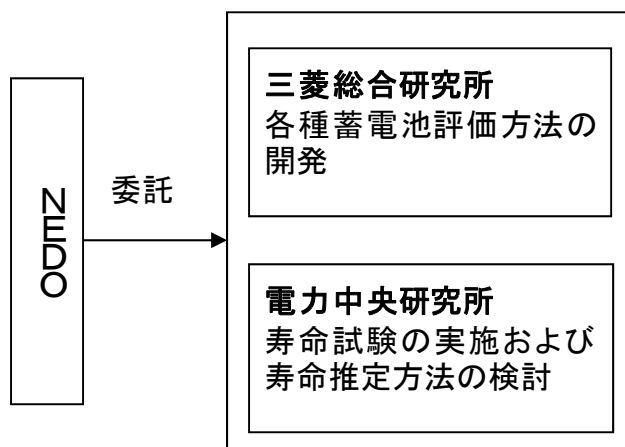 NEDO
委託
三菱総合研究所
各種蓄電池評価方法の
開発
電力中央研究所
寿命試験の実施および
寿命推定方法の検討